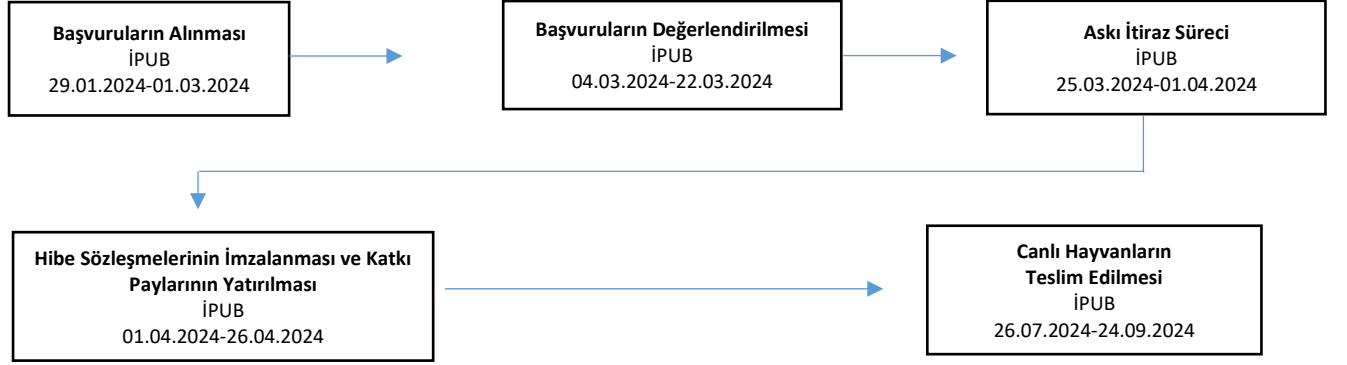 Başvuruların Alınması
İPUB
29.01.2024-01.03.2024
Başvuruların Değerlendirilmesi
İPUB
04.03.2024-22.03.2024
Askı İtiraz Süreci
İPUB
25.03.2024-01.04.2024
Hibe Sözleşmelerinin İmzalanması ve Katkı
Paylarının Yatırılması
İPUB
01.04.2024-26.04.2024
Canlı Hayvanların
Teslim Edilmesi
İPUB
26.07.2024-24.09.2024